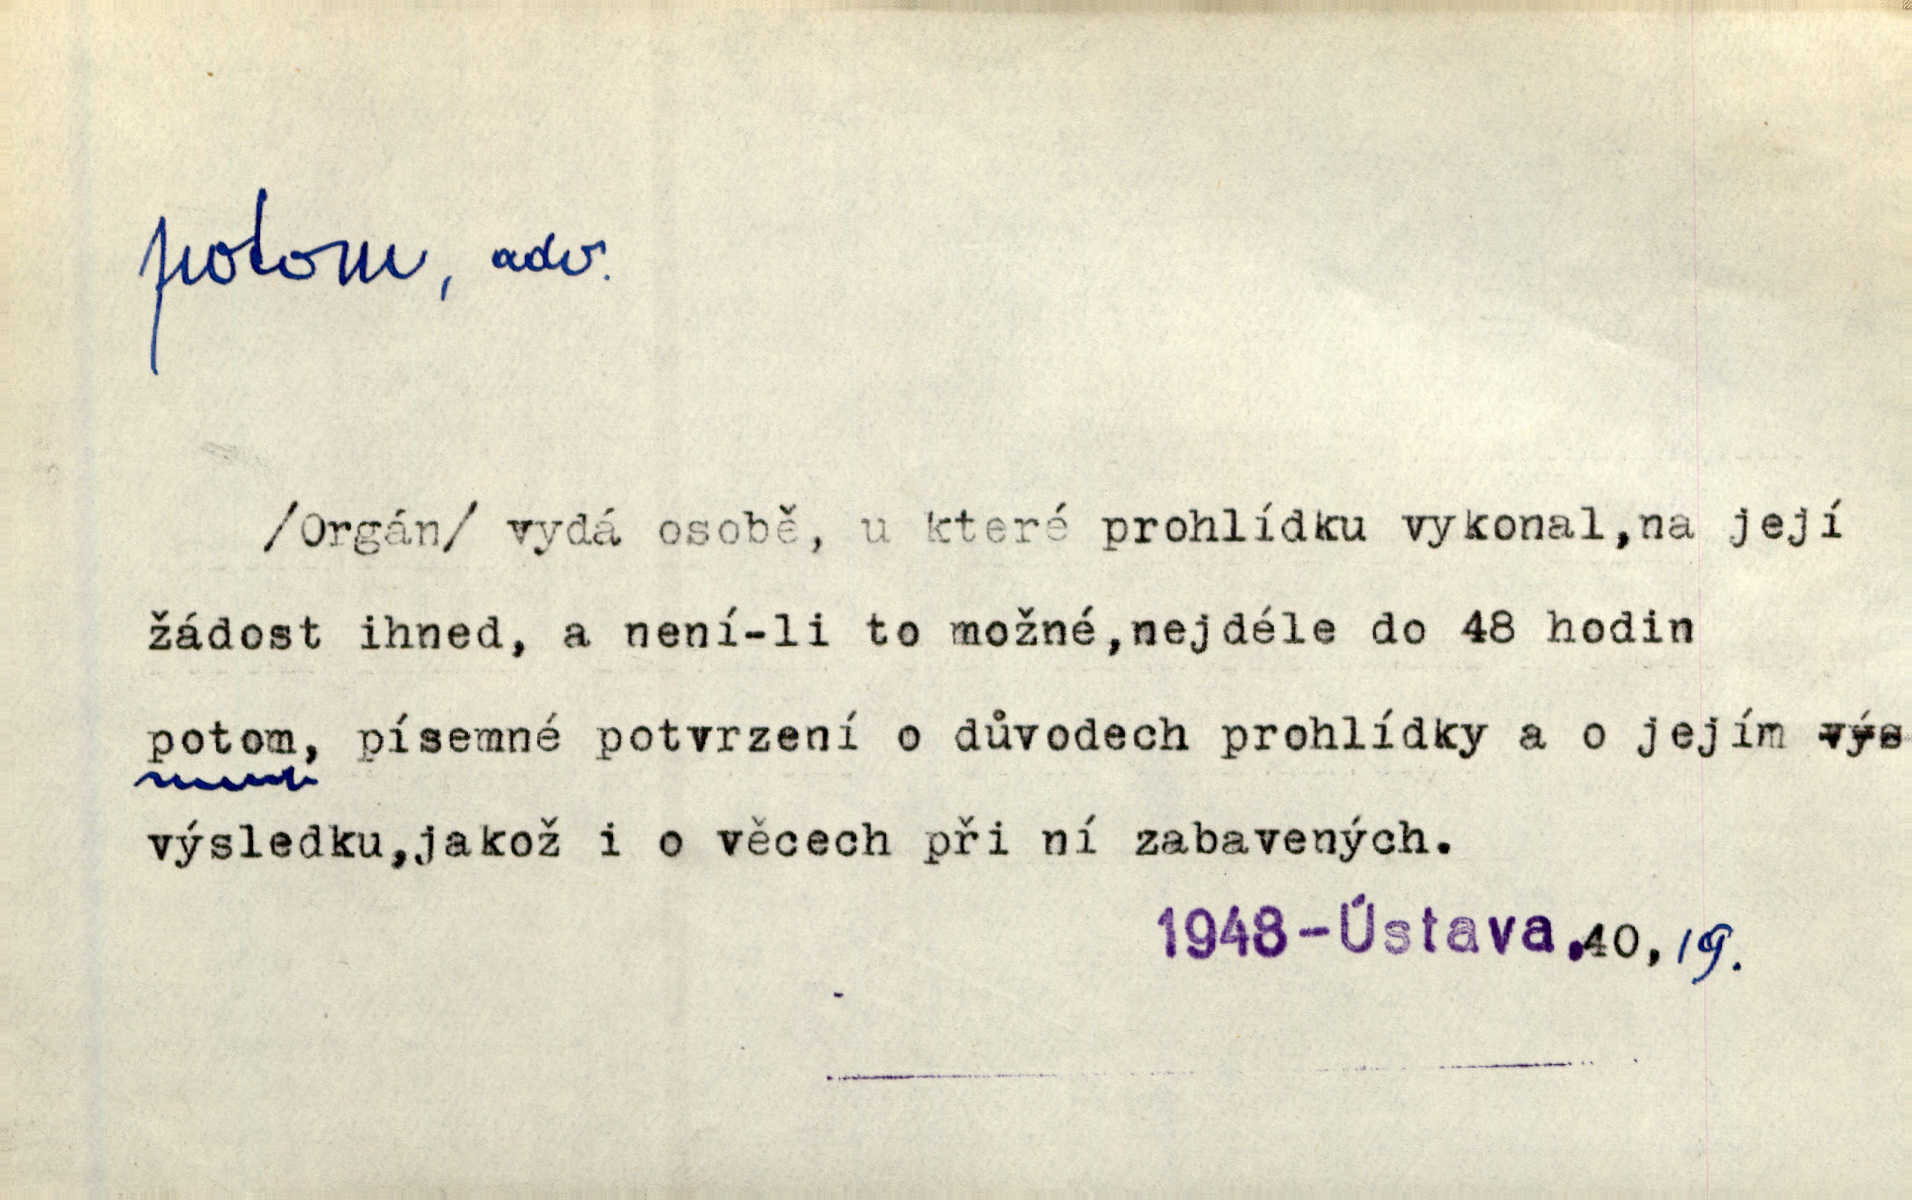 potom, adv.
/Orgán/ vydá osobě, u které prohlídku vykonal,na její
žádost ihned, a není-li to možné,nejdéle do 48 hodin
potom, písemné potvrzení o důvodech prohlídky a o jejím výs
výsledku,jakož i o věcech při ní zabavených.
1948-Ústava,40,19.